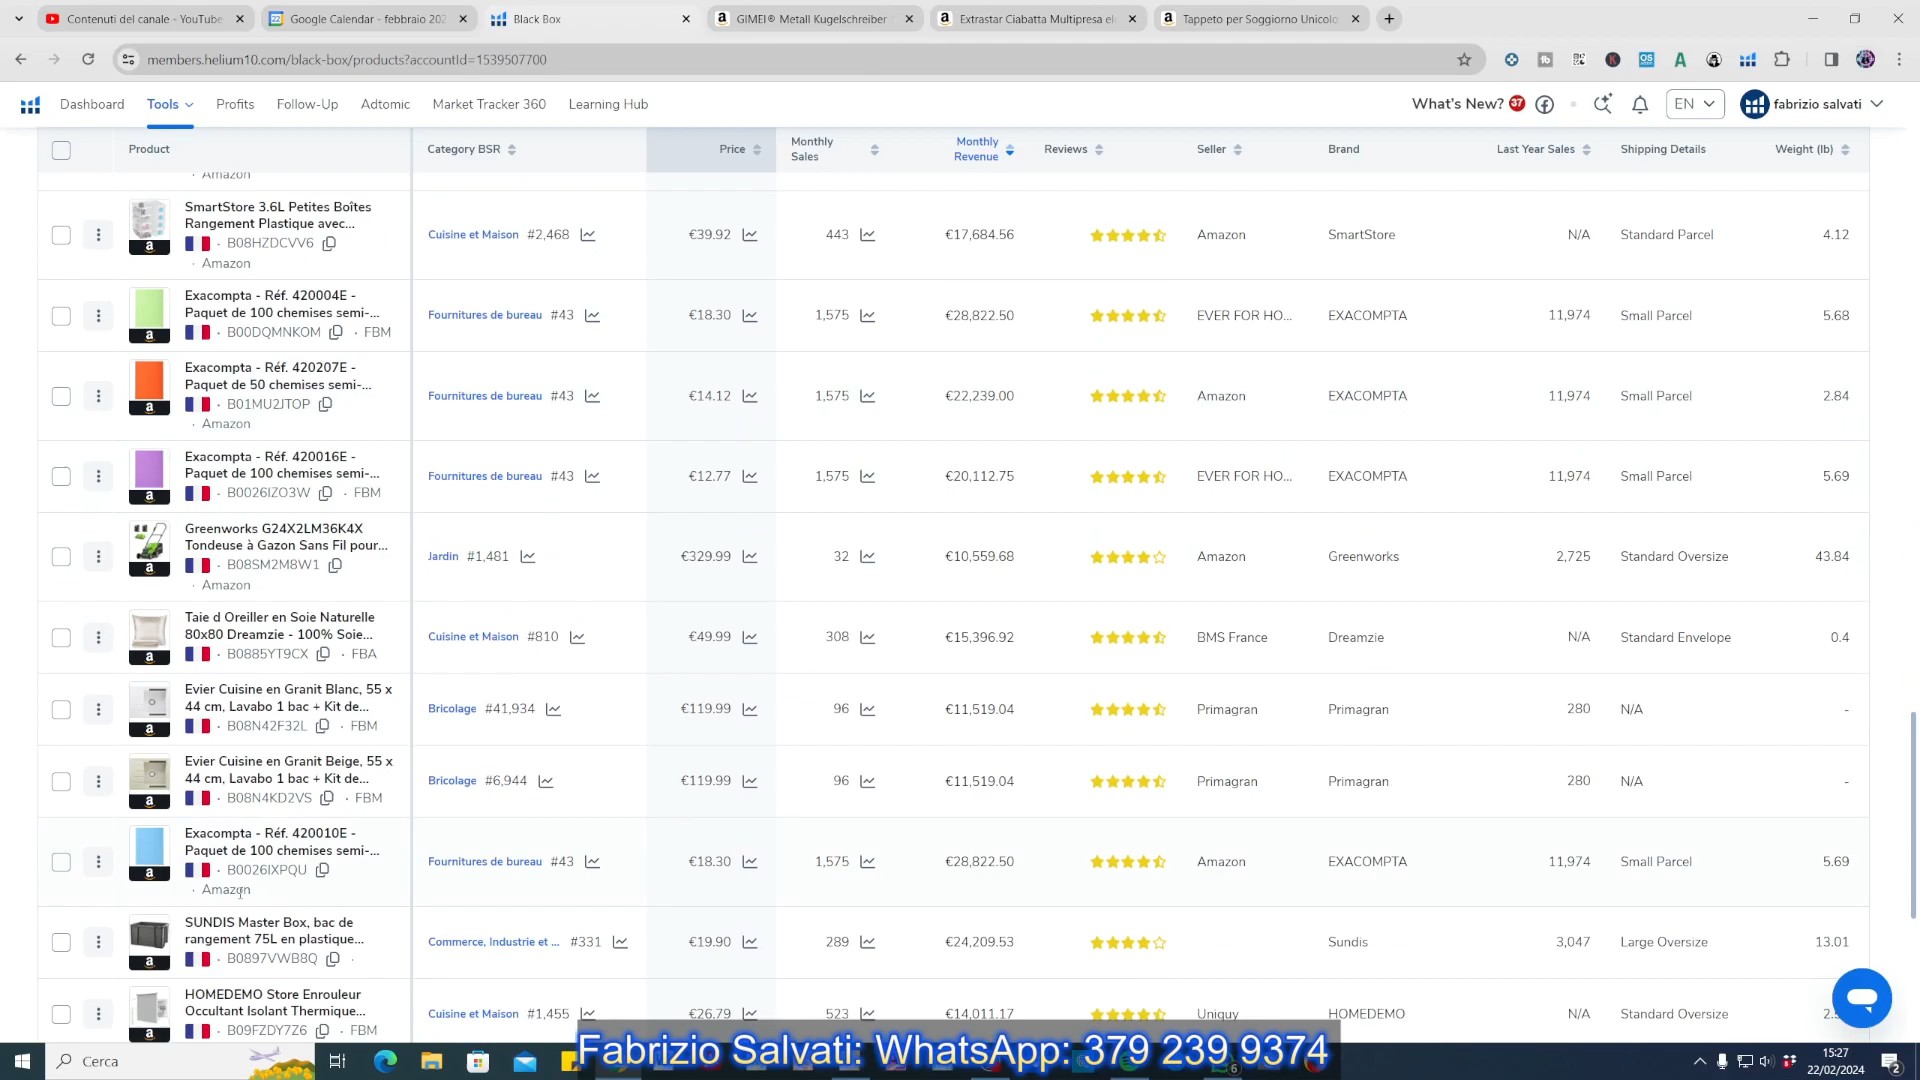 Contenuti del canale - YouTube
Google Calendar - febbraio 202
Black Box
GIMEI® Metall Kugelschreiber
Extrastar Ciabatta Multipresa el
Tappeto per Soggiorno Unicolo
members.helium10.com/black-box/products?accountId=1539507700
Dashboard Tools Profits Follow-Up Adtomic Market Tracker 360 Learning Hub What's New? 37 EN fabrizio salvati
Product Category BSR Price Monthly Sales Monthly Revenue Reviews Seller Brand Last Year Sales Shipping Details Weight (lb)
· Amazon
SmartStore 3.6L Petites Boîtes
Rangement Plastique avec...
· B08HZDCVV6
· Amazon
Cuisine et Maison #2,468 €39.92 443 €17,684.56 Amazon SmartStore N/A Standard Parcel 4.12
Exacompta - Réf. 420004E -
Paquet de 100 chemises semi-...
· B00DQMNKOM · FBM
Fournitures de bureau #43 €18.30 1,575 €28,822.50 EVER FOR HO... EXACOMPTA 11,974 Small Parcel 5.68
Exacompta - Réf. 420207E -
Paquet de 50 chemises semi-...
· B01MU2JTOP
· Amazon
Fournitures de bureau #43 €14.12 1,575 €22,239.00 Amazon EXACOMPTA 11,974 Small Parcel 2.84
Exacompta - Réf. 420016E -
Paquet de 100 chemises semi-...
· B0026IZO3W · FBM
Fournitures de bureau #43 €12.77 1,575 €20,112.75 EVER FOR HO... EXACOMPTA 11,974 Small Parcel 5.69
Greenworks G24X2LM36K4X
Tondeuse à Gazon Sans Fil pour...
· B08SM2M8W1
· Amazon
Jardin #1,481 €329.99 32 €10,559.68 Amazon Greenworks 2,725 Standard Oversize 43.84
Taie d Oreiller en Soie Naturelle
80x80 Dreamzie - 100% Soie...
· B0885YT9CX · FBA
Cuisine et Maison #810 €49.99 308 €15,396.92 BMS France Dreamzie N/A Standard Envelope 0.4
Evier Cuisine en Granit Blanc, 55 x
44 cm, Lavabo 1 bac + Kit de...
· B08N42F32L · FBM
Bricolage #41,934 €119.99 96 €11,519.04 Primagran Primagran 280 N/A -
Evier Cuisine en Granit Beige, 55 x
44 cm, Lavabo 1 bac + Kit de...
· B08N4KD2VS · FBM
Bricolage #6,944 €119.99 96 €11,519.04 Primagran Primagran 280 N/A -
Exacompta - Réf. 420010E -
Paquet de 100 chemises semi-...
· B0026IXPQU
· Amazon
Fournitures de bureau #43 €18.30 1,575 €28,822.50 Amazon EXACOMPTA 11,974 Small Parcel 5.69
SUNDIS Master Box, bac de
rangement 75L en plastique...
· B0897VWB8Q ·
Commerce, Industrie et ... #331 €19.90 289 €24,209.53 Sundis 3,047 Large Oversize 13.01
HOMEDEMO Store Enrouleur
Occultant Isolant Thermique...
· B09FZDY7Z6 · FBM
Cuisine et Maison #1,455 €26.79 523 €14,011.17 Uniguy HOMEDEMO N/A Standard Oversize
Fabrizio Salvati: WhatsApp: 379 239 9374
Cerca
15:27
22/02/2024